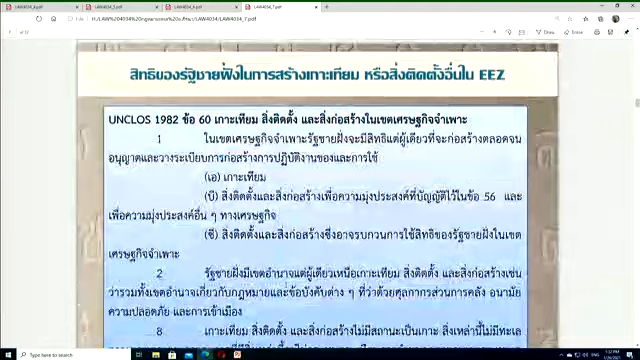 LAW4034_4.pdf
LAW4034_5.pdf
LAW4034_6.pdf
LAW4034_7.pdf
สิทธิของรัฐชายฝั่งในการสร้างเกาะเทียม หรือสิ่งติดตั้งอื่นใน EEZ
UNCLOS 1982 ข้อ 60 เกาะเทียม สิ่งติดตั้ง และสิ่งก่อสร้างในเขตเศรษฐกิจจำเพาะ
1 ในเขตเศรษฐกิจจำเพาะรัฐชายฝั่งจะมีสิทธิแต่ผู้เดียวที่จะก่อสร้างตลอดจน
อนุญาตและวางระเบียบการก่อสร้างการปฏิบัติงานของและการใช้
(เอ) เกาะเทียม
(บี) สิ่งติดตั้งและสิ่งก่อสร้างเพื่อความมุ่งประสงค์ที่บัญญัติไว้ในข้อ 56 และ
เพื่อความมุ่งประสงค์อื่น ๆ ทางเศรษฐกิจ
(ซี) สิ่งติดตั้งและสิ่งก่อสร้างซึ่งอาจรบกวนการใช้สิทธิของรัฐชายฝั่งในเขต
เศรษฐกิจจำเพาะ
2 รัฐชายฝั่งมีเขตอำนาจแต่ผู้เดียวเหนือเกาะเทียม สิ่งติดตั้ง และสิ่งก่อสร้างเช่น
ว่ารวมทั้งเขตอำนาจเกี่ยวกับกฎหมายและข้อบังคับต่าง ๆ ที่ว่าด้วยศุลกากรส่วนการคลัง อนามัย
ความปลอดภัย และการเข้าเมือง
8 เกาะเทียม สิ่งติดตั้ง และสิ่งก่อสร้างไม่มีสถานะเป็นเกาะ สิ่งเหล่านี้ไม่มีทะเล
Type here to search
1:32 PM